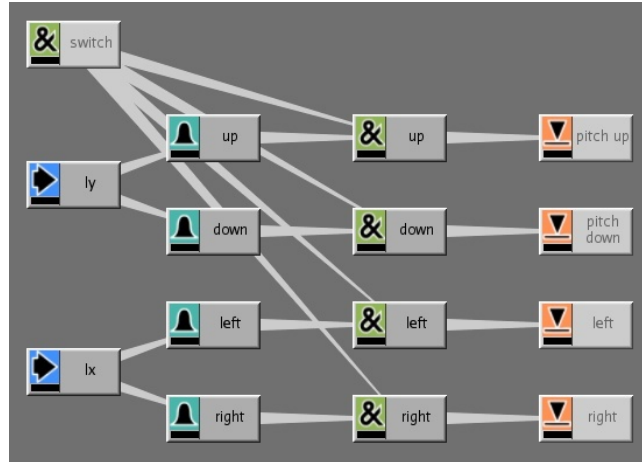 & switch
up
& up
pitch up
ly
down
& down
pitch
down
left
& left
left
lx
right
& right
right